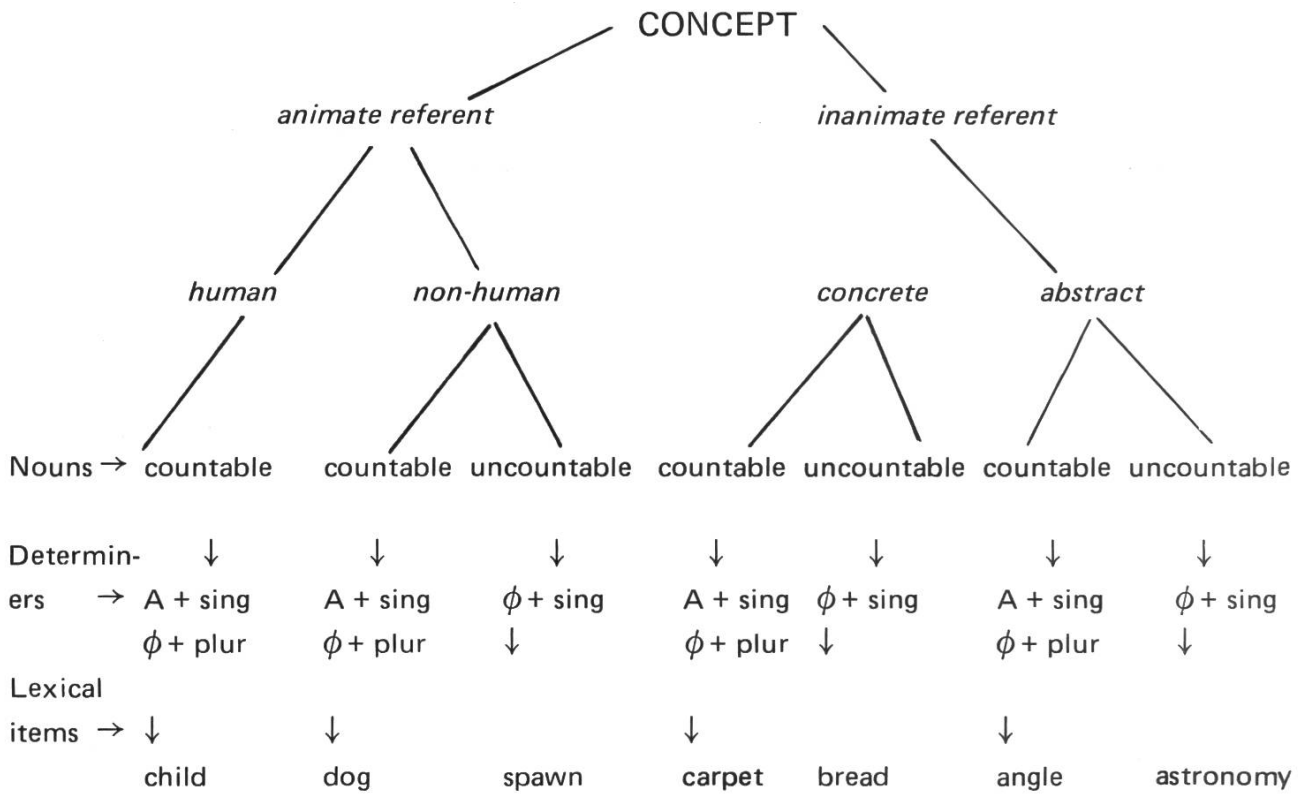 CONCEPT
animate referent inanimate referent
human non-human concrete abstract
Nouns → countable countable uncountable countable uncountable countable uncountable
Determin- ↓ ↓ ↓ ↓ ↓ ↓ ↓
ers → A + sing A + sing ϕ + sing A + sing ϕ + sing A + sing ϕ + sing
ϕ + plur ϕ + plur ↓ ϕ + plur ↓ ϕ + plur ↓
Lexical
items → ↓ ↓ ↓ ↓
child dog spawn carpet bread angle astronomy